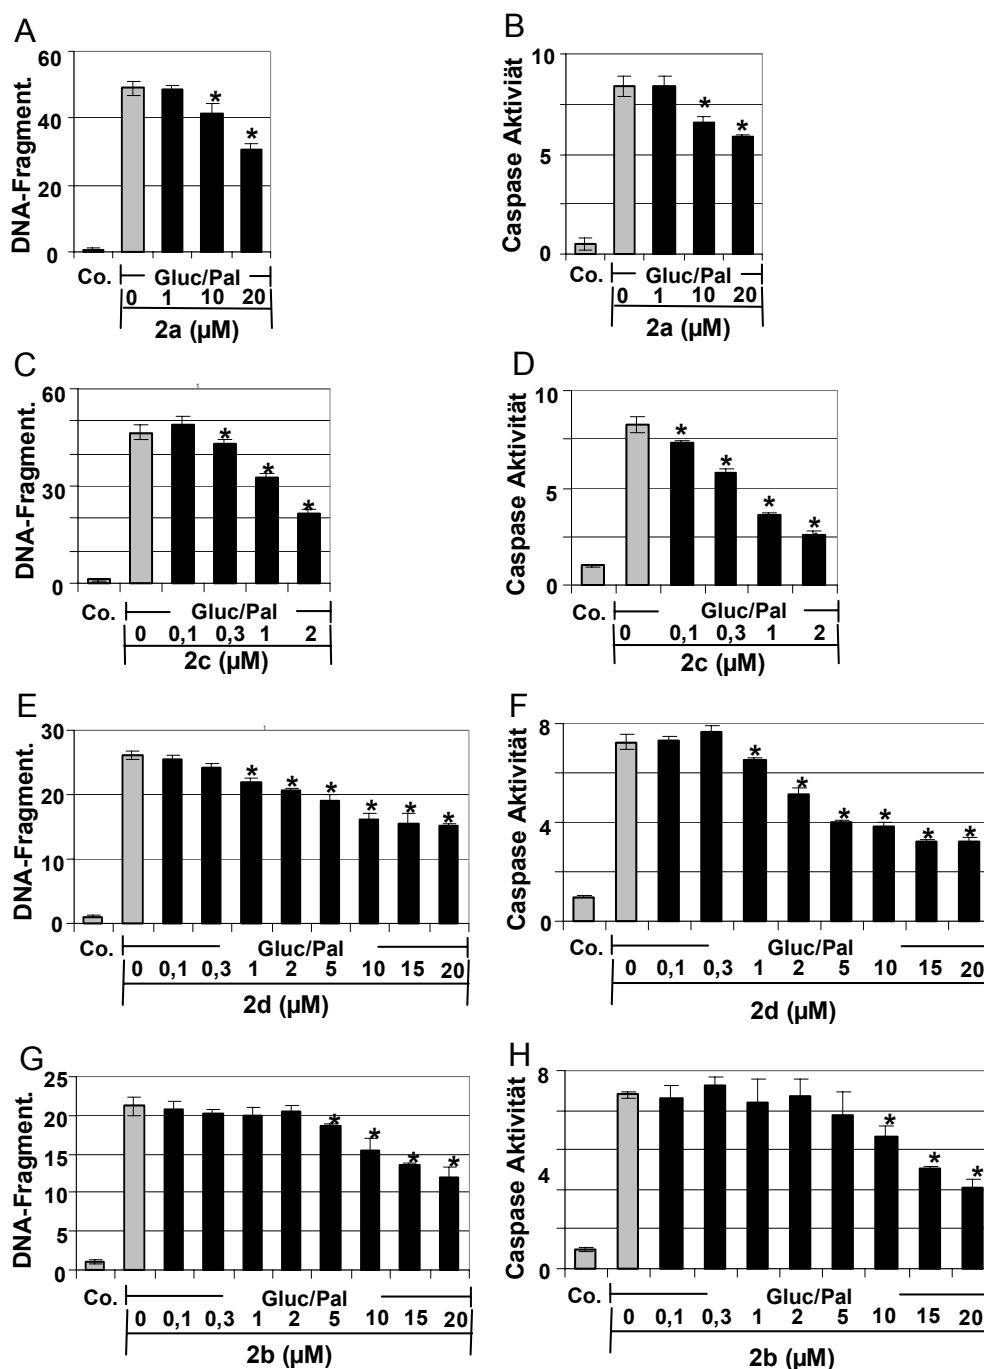 A
DNA-Fragment.
60
40
20
0
* *
Co. Gluc/Pal
0 1 10 20
2a (µM)
B
Caspase Aktiviät
10
5
0
* *
Co. Gluc/Pal
0 1 10 20
2a (µM)
C
DNA-Fragment.
60
30
0
* * *
Co. Gluc/Pal
0 0,1 0,3 1 2
2c (µM)
D
Caspase Aktivität
10
5
0
* * * *
Co. Gluc/Pal
0 0,1 0,3 1 2
2c (µM)
E
DNA-Fragment.
30
20
10
0
* * * * * *
Co. Gluc/Pal
0 0,1 0,3 1 2 5 10 15 20
2d (µM)
F
Caspase Aktivität
8
4
0
* * * * * *
Co. Gluc/Pal
0 0,1 0,3 1 2 5 10 15 20
2d (µM)
G
DNA-Fragment.
25
20
15
10
5
0
* * * *
Co. Gluc/Pal
0 0,1 0,3 1 2 5 10 15 20
2b (µM)
H
Caspase Aktivität
8
4
0
* * *
Co. Gluc/Pal
0 0,1 0,3 1 2 5 10 15 20
2b (µM)